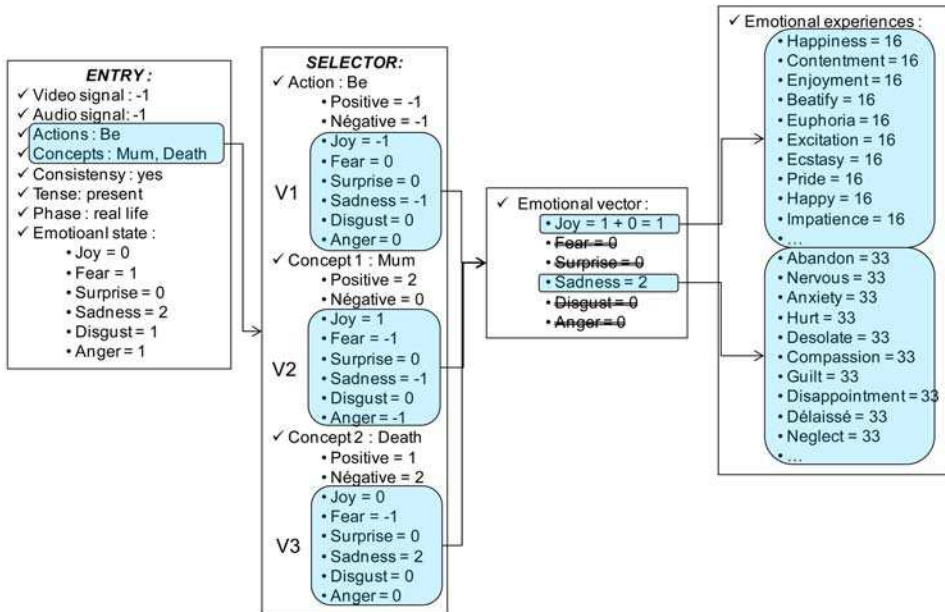 ENTRY :
✓ Video signal : -1
✓ Audio signal: -1
✓ Actions : Be
✓ Concepts : Mum, Death
✓ Consistensy : yes
✓ Tense: present
✓ Phase : real life
✓ Emotioanl state :
• Joy = 0
• Fear = 1
• Surprise = 0
• Sadness = 2
• Disgust = 1
• Anger = 1
SELECTOR:
✓ Action : Be
• Positive = -1
• Négative = -1
• Joy = -1
• Fear = 0
• Surprise = 0
• Sadness = -1
• Disgust = 0
• Anger = 0
V1
✓ Concept 1 : Mum
• Positive = 2
• Négative = 0
• Joy = 1
• Fear = -1
• Surprise = 0
• Sadness = -1
• Disgust = 0
• Anger = -1
V2
✓ Concept 2 : Death
• Positive = 1
• Négative = 2
• Joy = 0
• Fear = -1
• Surprise = 0
• Sadness = 2
• Disgust = 0
• Anger = 0
V3
✓ Emotional vector :
• Joy = 1 + 0 = 1
• Fear = 0
• Surprise = 0
• Sadness = 2
• Disgust = 0
• Anger = 0
✓ Emotional experiences :
• Happiness = 16
• Contentment = 16
• Enjoyment = 16
• Beatify = 16
• Euphoria = 16
• Excitation = 16
• Ecstasy = 16
• Pride = 16
• Happy = 16
• Impatience = 16
• ...
• Abandon = 33
• Nervous = 33
• Anxiety = 33
• Hurt = 33
• Desolate = 33
• Compassion = 33
• Guilt = 33
• Disappointment = 33
• Délaissé = 33
• Neglect = 33
• ...